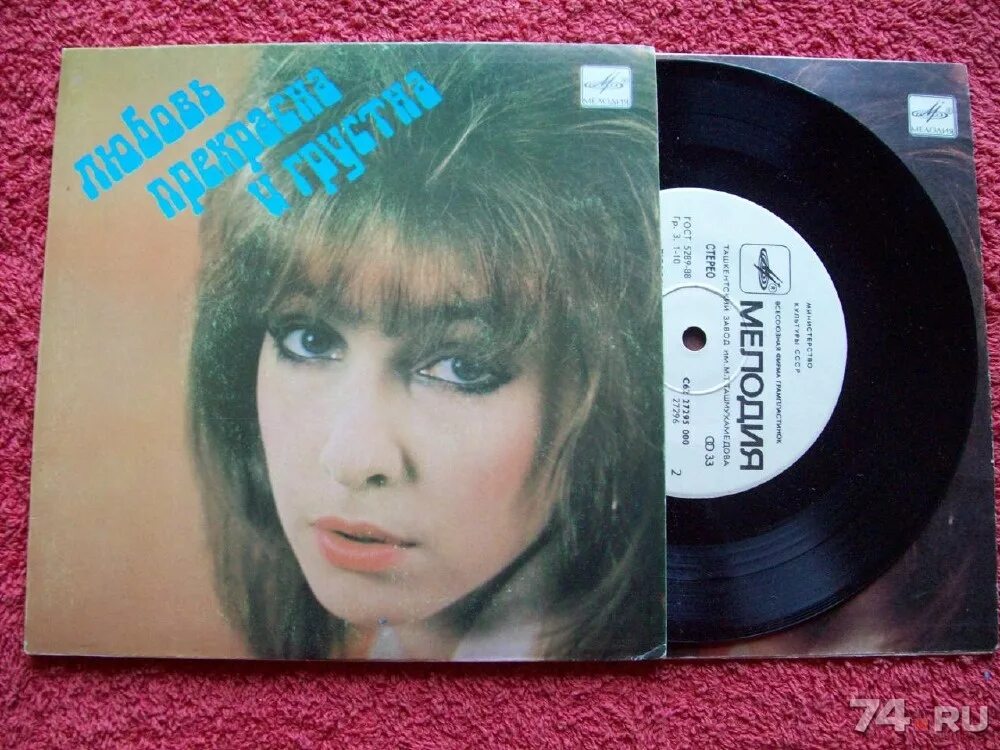 любовь
прекрасна
и грустна
МЕЛОДИЯ
МЕЛОДИЯ
ГОСТ 5289-88
Гр. 3. 1-10
СТЕРЕО
ТАШКЕНТСКИЙ ЗАВОД ИМ. М.Т. ТАШМУХАМЕДОВА
МЕЛОДИЯ
ВСЕСОЮЗНАЯ ФИРМА ГРАМПЛАСТИНОК
МИНИСТЕРСТВО
КУЛЬТУРЫ СССР
С62 27295 000
27296
33
2
74.RU